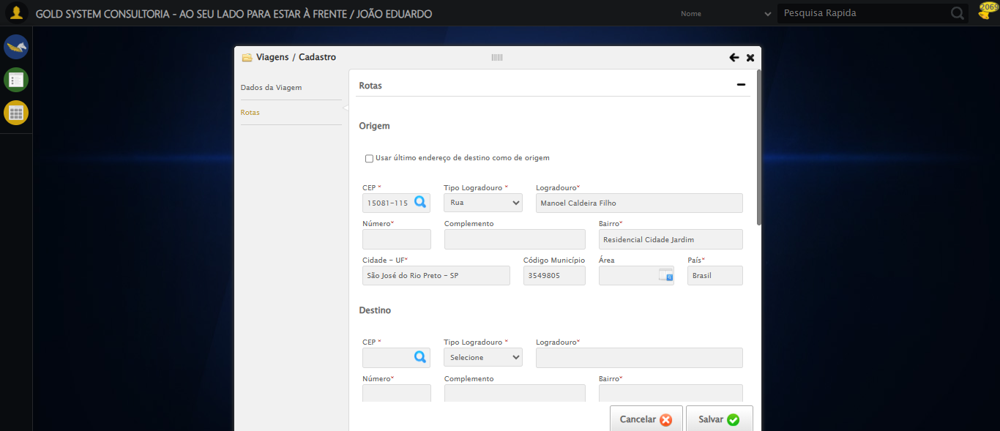 GOLD SYSTEM CONSULTORIA - AO SEU LADO PARA ESTAR À FRENTE / JOÃO EDUARDO
Nome
Pesquisa Rapida
2069
Viagens / Cadastro
Dados da Viagem
Rotas
Rotas
Origem
Usar último endereço de destino como de origem
CEP * Tipo Logradouro * Logradouro*
15081-115 Rua Manoel Caldeira Filho
Número* Complemento Bairro*
Residencial Cidade Jardim
Cidade - UF* Código Município Área País*
São José do Rio Preto - SP 3549805 Brasil
Destino
CEP * Tipo Logradouro * Logradouro*
Selecione
Número* Complemento Bairro*
Cancelar Salvar